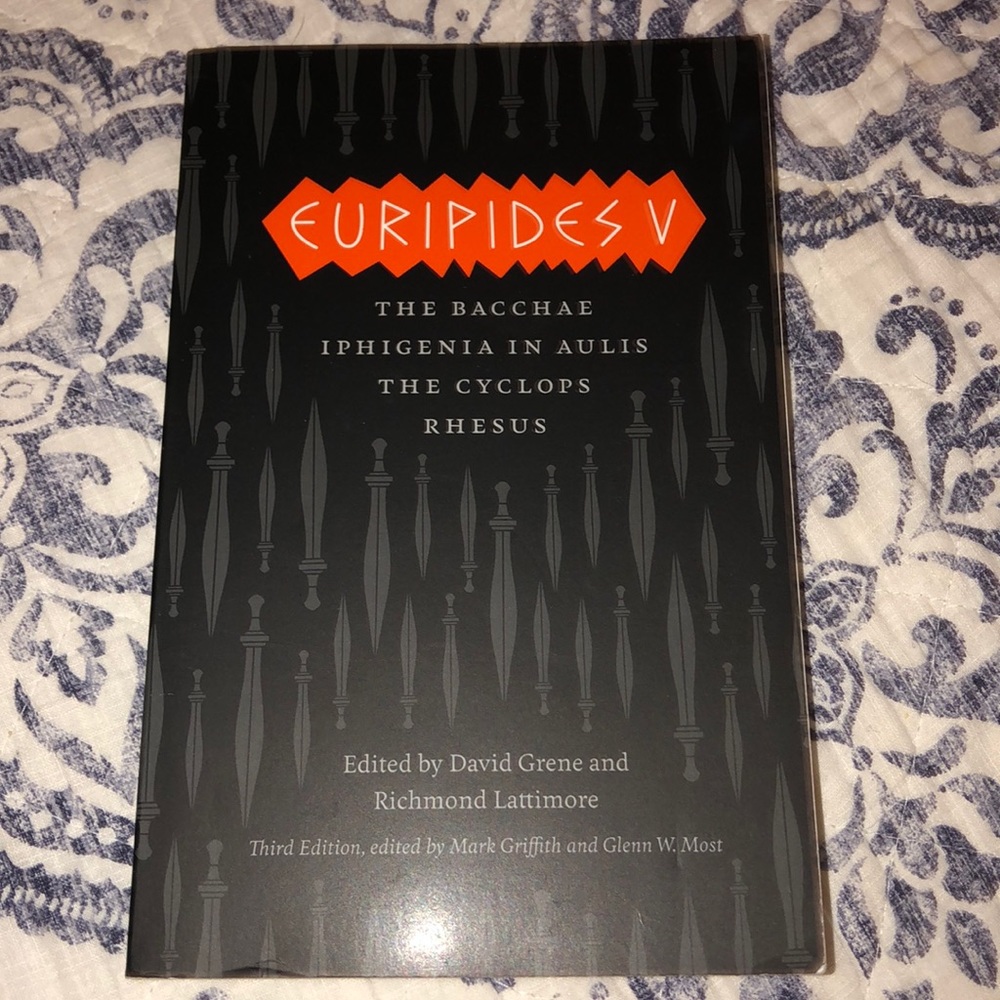 EURIPIDES V
THE BACCHAE
IPHIGENIA IN AULIS
THE CYCLOPS
RHESUS
Edited by David Grene and
Richmond Lattimore
Third Edition, edited by Mark Griffith and Glenn W. Most